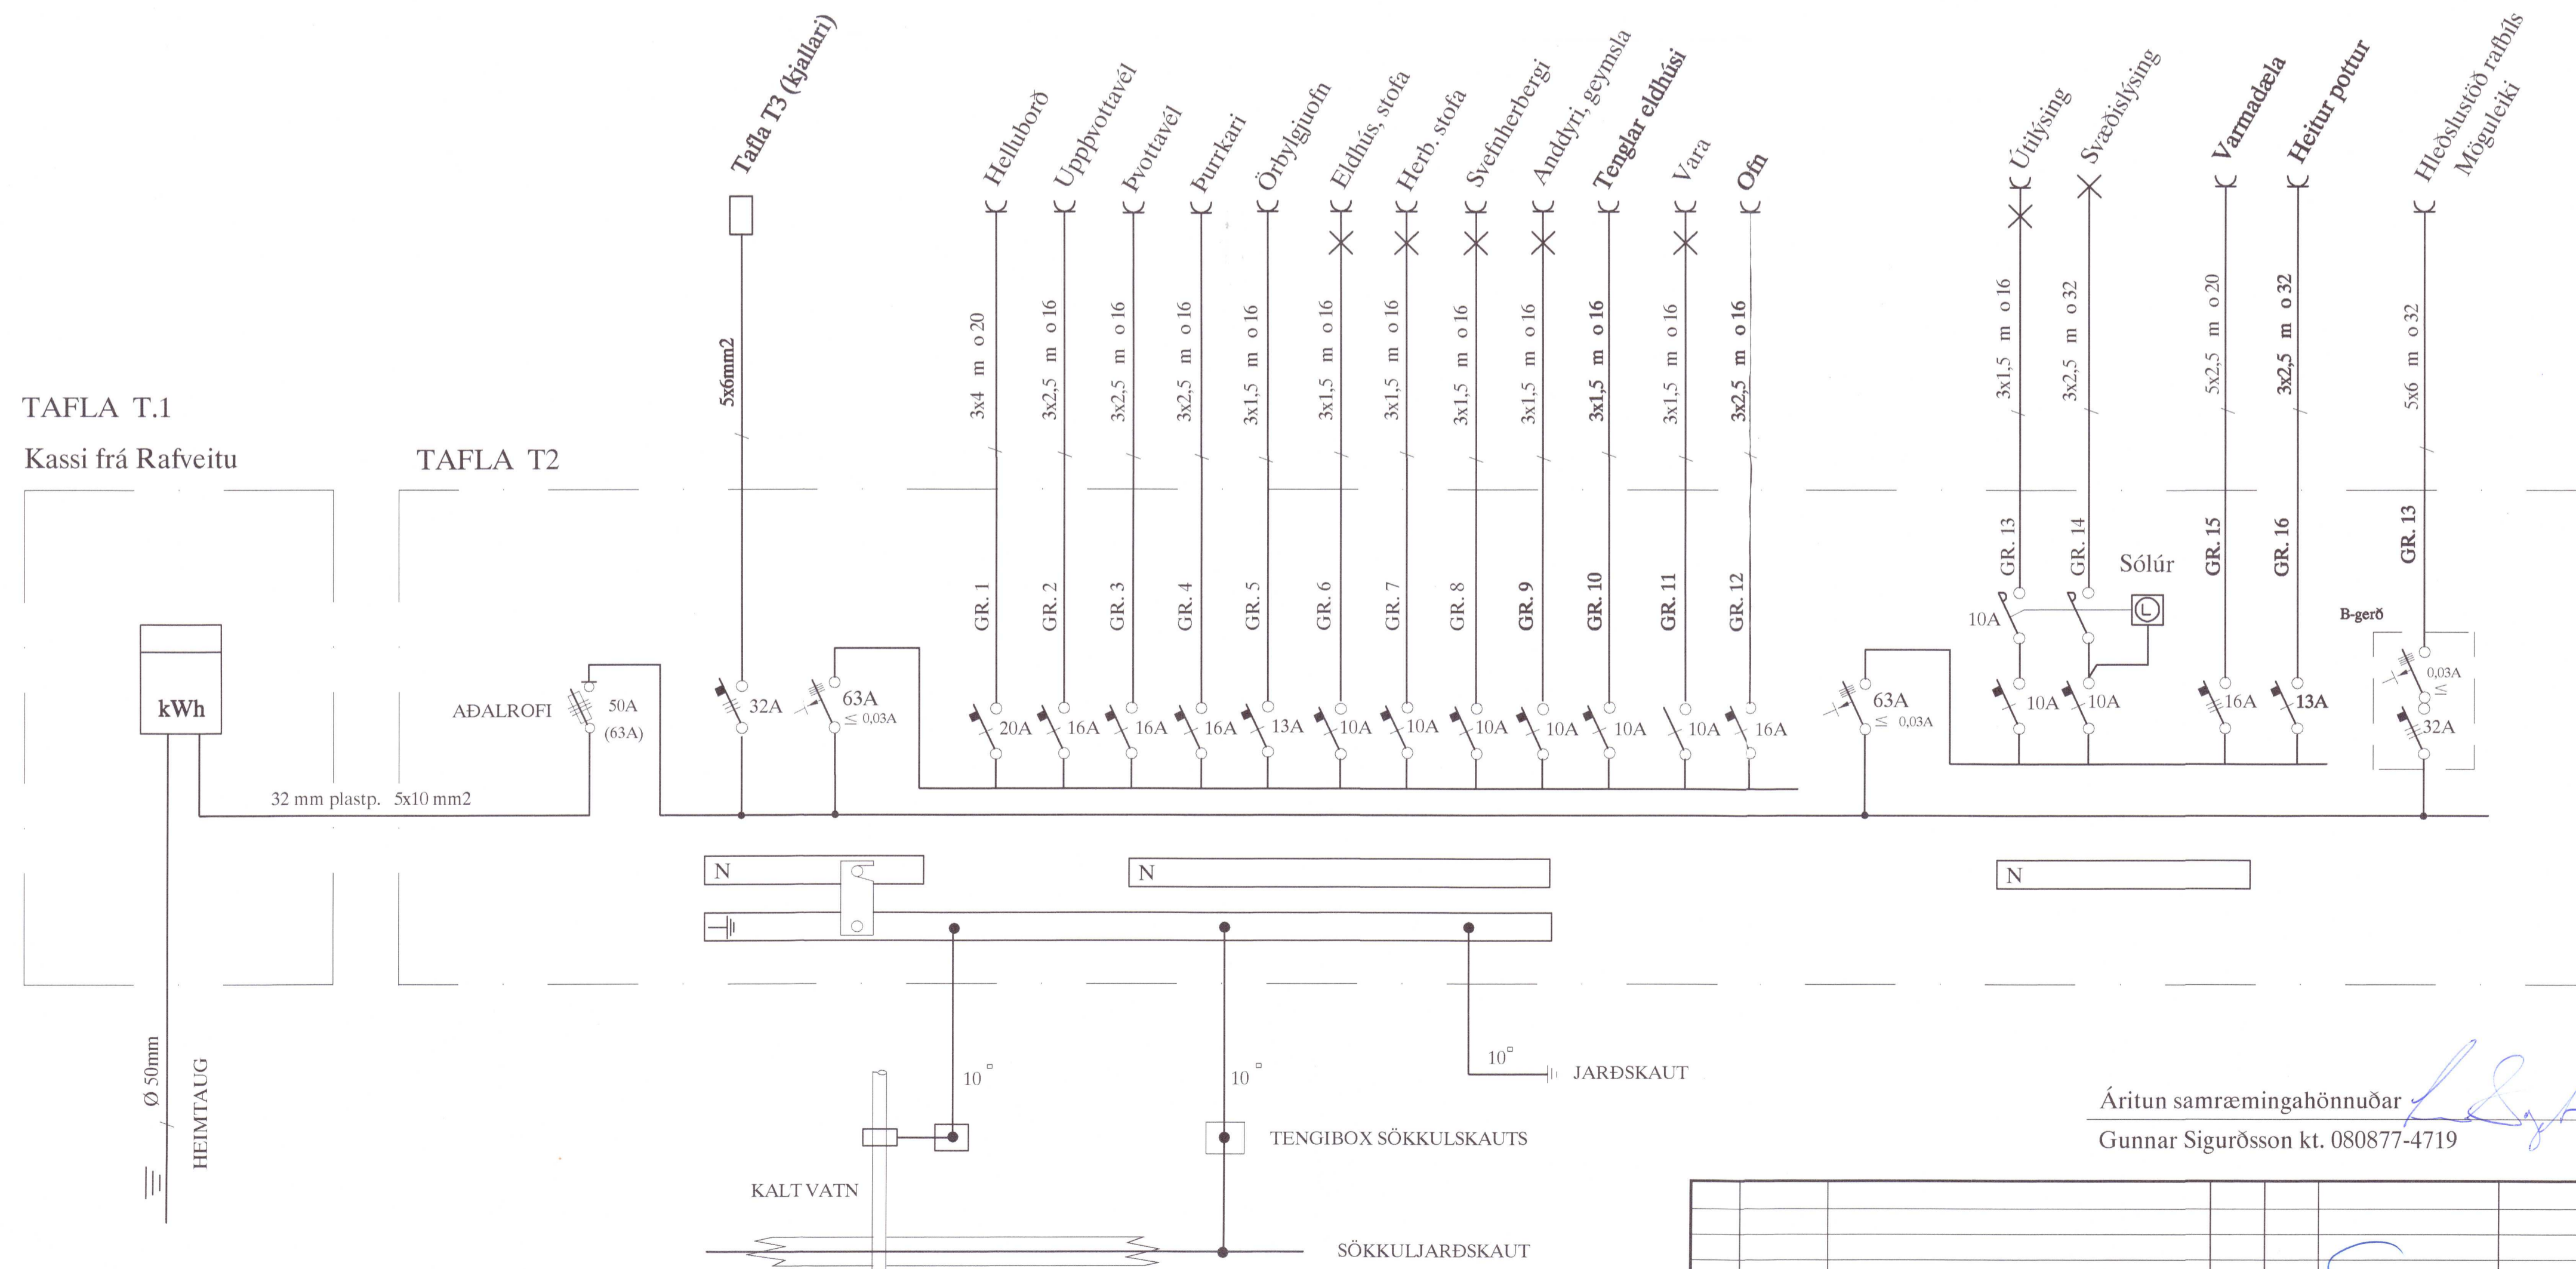 Tafla T3 (kjallari)
Helluborð
Uppþvottavél
Þvottavél
Þurrkari
Örbylgjuofn
Eldhús, stofa
Herb. stofa
Svefnherbergi
Anddyri, geymsla
Tenglar eldhúsi
Vara
Ofn
Útilýsing
Svæðislýsing
Varmadæla
Heitur pottur
Hleðslustöð rafbíls
Möguleiki
5x6mm2
3x4 m o 20
3x2,5 m o 16
3x2,5 m o 16
3x2,5 m o 16
3x1,5 m o 16
3x1,5 m o 16
3x1,5 m o 16
3x1,5 m o 16
3x1,5 m o 16
3x1,5 m o 16
3x1,5 m o 16
3x2,5 m o 16
3x1,5 m o 16
3x2,5 m o 32
5x2,5 m o 20
3x2,5 m o 32
5x6 m o 32
TAFLA T.1
Kassi frá Rafveitu
TAFLA T2
GR. 1
GR. 2
GR. 3
GR. 4
GR. 5
GR. 6
GR. 7
GR. 8
GR. 9
GR. 10
GR. 11
GR. 12
GR. 13
GR. 14
Sólúr
GR. 15
GR. 16
GR. 13
B-gerð
10A
L
kWh
AÐALROFI
50A
(63A)
32A
63A
≤ 0,03A
20A
16A
16A
16A
13A
10A
10A
10A
10A
10A
10A
16A
63A
≤ 0,03A
10A
10A
16A
13A
0,03A
≤
32A
32 mm plastp. 5x10 mm2
N
N
N
Ø 50mm
HEIMTAUG
10□
10□
10□
JARÐSKAUT
TENGIBOX SÖKKULSKAUTS
KALT VATN
SÖKKULJARÐSKAUT
Áritun samræmingahönnuðar
Gunnar Sigurðsson kt. 080877-4719